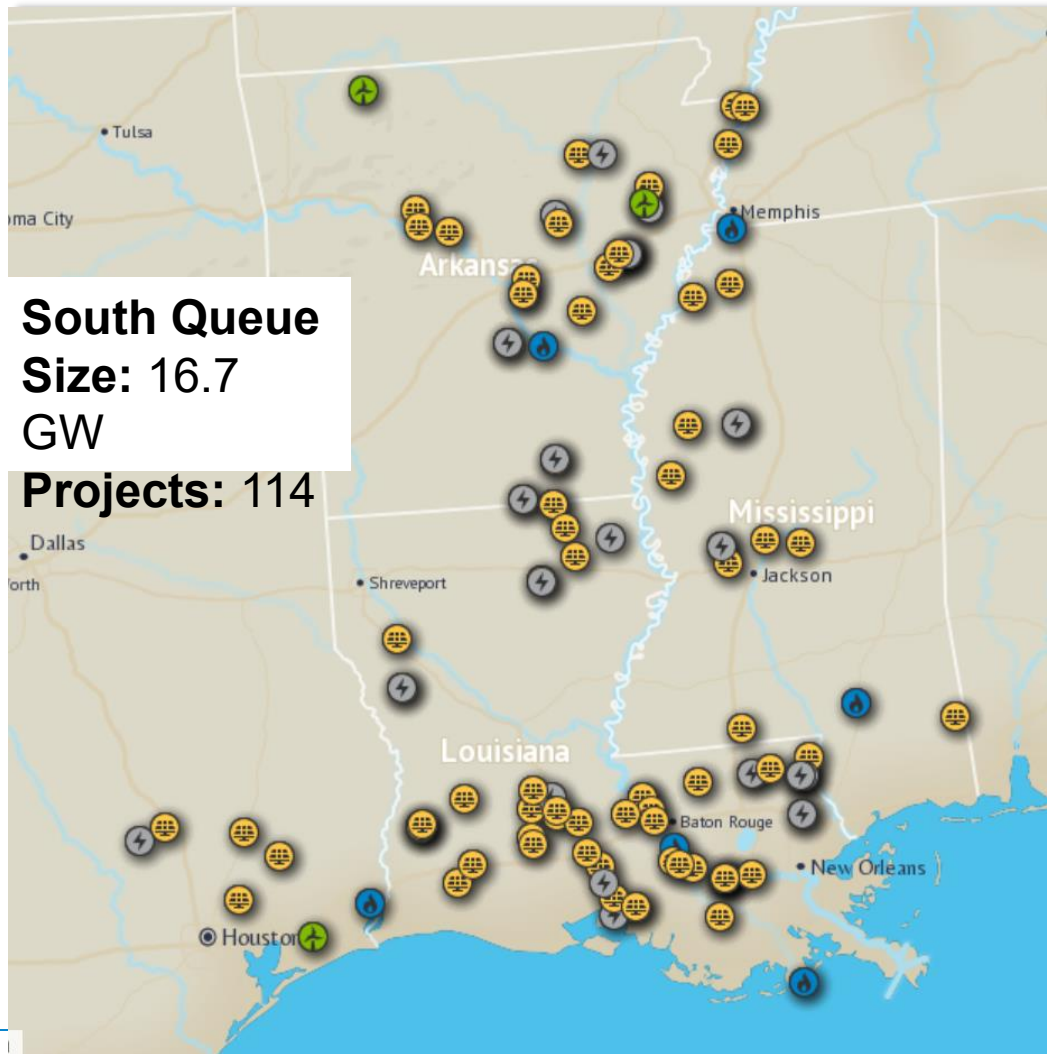 Tulsa
oma City
Memphis
Arkansas
South Queue
Size: 16.7
GW
Projects: 114
Mississippi
Dallas
orth
Shreveport
Jackson
Louisiana
Baton Rouge
New Orleans
Houston